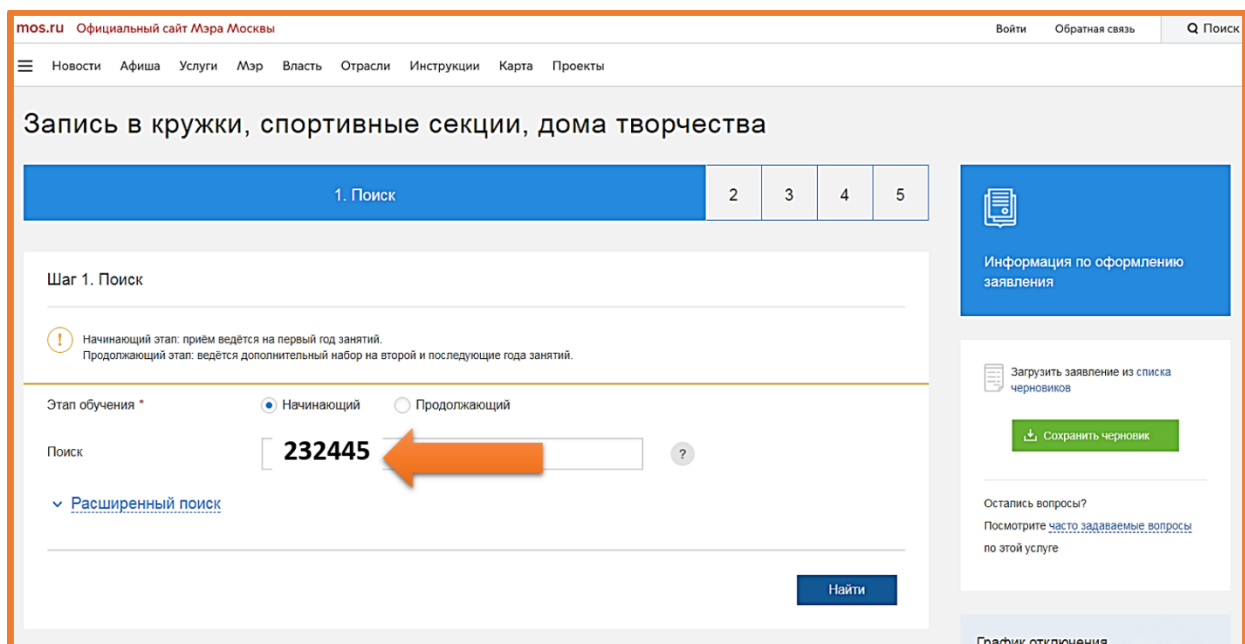 mos.ru Официальный сайт Мэра Москвы
Войти Обратная связь Поиск
Новости Афиша Услуги Мэр Власть Отрасли Инструкции Карта Проекты
Запись в кружки, спортивные секции, дома творчества
1. Поиск 2 3 4 5
Шаг 1. Поиск
! Начинающий этап: приём ведётся на первый год занятий.
Продолжающий этап: ведётся дополнительный набор на второй и последующие года занятий.
Этап обучения * Начинающий Продолжающий
Поиск 232445 ?
Расширенный поиск
Найти
Информация по оформлению
заявления
Загрузить заявление из списка
черновиков
Сохранить черновик
Остались вопросы?
Посмотрите часто задаваемые вопросы
по этой услуге
График отключения